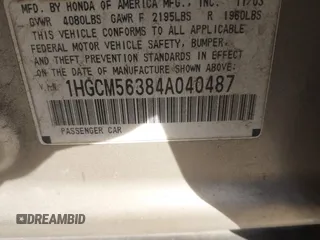 MFD. BY HONDA OF AMERICA MFG., INC. 11/03
GVWR 4080LBS GAWR F 2195LBS R 1960LBS
THIS VEHICLE CONFORMS TO ALL APPLICABLE
FEDERAL MOTOR VEHICLE SAFETY, BUMPER,
AND THEFT PREVENTION STANDARDS IN EFFECT
ON THE DATE OF MANUFACTURE SHOWN ABOVE.
V.I.N. 1HGCM56384A040487
PASSENGER CAR
DREAMBID